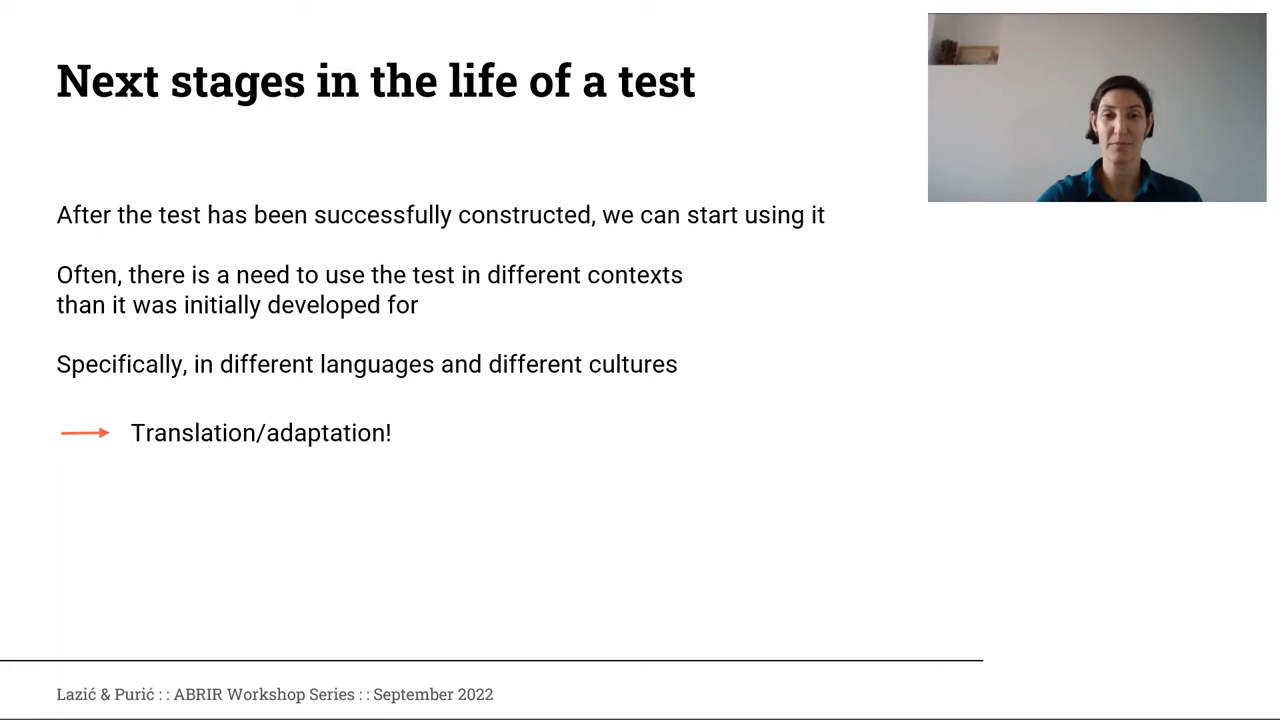 Next stages in the life of a test
After the test has been successfully constructed, we can start using it
Often, there is a need to use the test in different contexts
than it was initially developed for
Specifically, in different languages and different cultures
Translation/adaptation!
Lazić & Purić : : ABRIR Workshop Series : : September 2022